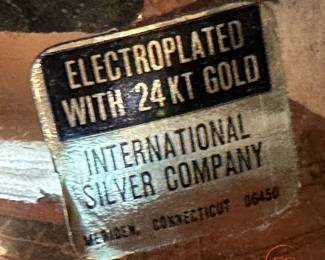 ELECTROPLATED
WITH 24 KT GOLD
INTERNATIONAL
SILVER COMPANY
MERIDEN, CONNECTICUT 06450